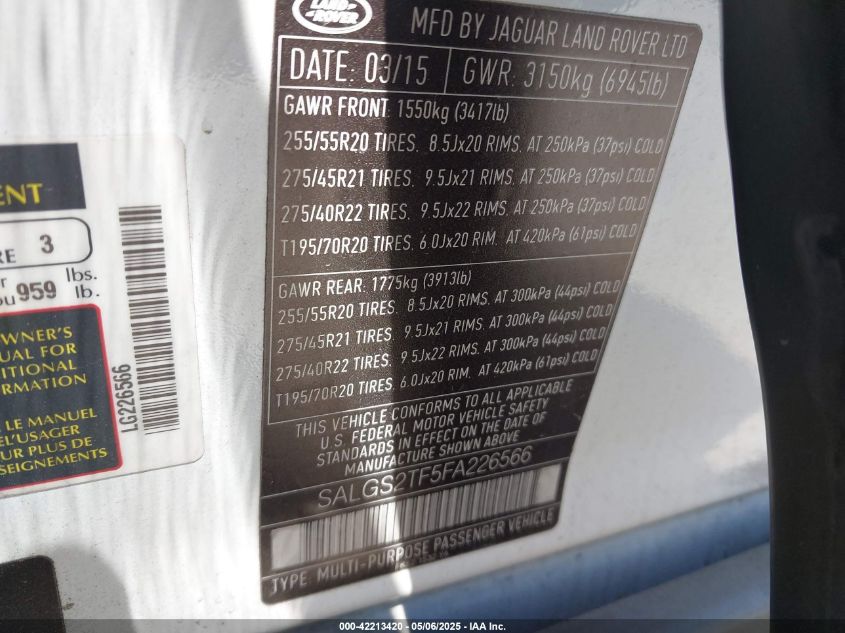 LAND-
ROVER
MFD BY JAGUAR LAND ROVER LTD
DATE: 03/15 GWR: 3150kg (6945lb)
GAWR FRONT: 1550kg (3417lb)
255/55R20 TIRES. 8.5Jx20 RIMS. AT 250kPa (37psi) COLD
275/45R21 TIRES. 9.5Jx21 RIMS. AT 250kPa (37psi) COLD
275/40R22 TIRES. 9.5Jx22 RIMS. AT 250kPa (37psi) COLD
T195/70R20 TIRES. 6.0Jx20 RIM. AT 420kPa (61psi) COLD
GAWR REAR: 1775kg (3913lb)
255/55R20 TIRES. 8.5Jx20 RIMS. AT 300kPa (44psi) COLD
275/45R21 TIRES. 9.5Jx21 RIMS. AT 300kPa (44psi) COLD
275/40R22 TIRES. 9.5Jx22 RIMS. AT 300kPa (44psi) COLD
T195/70R20 TIRES. 6.0Jx20 RIM. AT 420kPa (61psi) COLD
THIS VEHICLE CONFORMS TO ALL APPLICABLE
U.S. FEDERAL MOTOR VEHICLE SAFETY
STANDARDS IN EFFECT ON THE DATE OF
MANUFACTURE SHOWN ABOVE
SALGS2TF5FA226566
TYPE: MULTI-PURPOSE PASSENGER VEHICLE
ENT
RE 3
ou 959 lbs.
lb.
OWNER'S
UAL FOR
ITIONAL
RMATION
LE MANUEL
EL'USAGER
UR PLUS DE
SEIGNEMENTS
LG226566
000-42213420 - 05/06/2025 - IAA Inc.